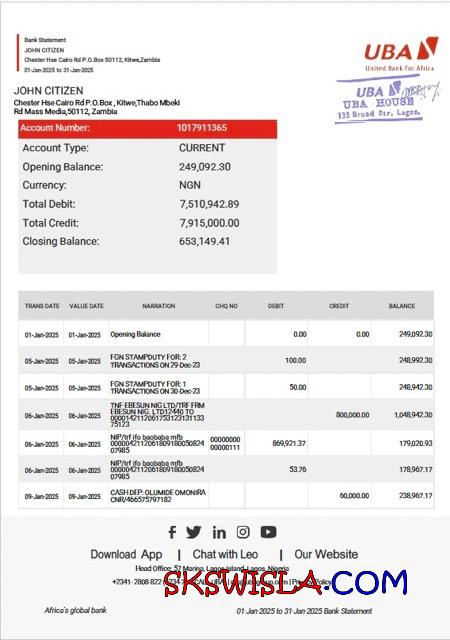 Bank Statement
JOHN CITIZEN
Chester Hse Cairo Rd P.O.Box 50112, Kitwe,Zambia
01-Jan-2025 to 31-Jan-2025
UBA
United Bank for Africa
JOHN CITIZEN
Chester Hse Cairo Rd P.O.Box , Kitwe,Thabo Mbeki
Rd Mass Media,50112, Zambia
UBA
UBA HOUSE
135 Broad Str, Lagos.
Account Number: 1017911365
Account Type: CURRENT
Opening Balance: 249,092.30
Currency: NGN
Total Debit: 7,510,942.89
Total Credit: 7,915,000.00
Closing Balance: 653,149.41
TRANS DATE VALUE DATE NARRATION CHQ NO DEBIT CREDIT BALANCE
01-Jan-2025 01-Jan-2025 Opening Balance 0.00 0.00 249,092.30
05-Jan-2025 05-Jan-2025 FGN STAMPDUTY FOR: 2 100.00 248,992.30
TRANSACTIONS ON 29-Dec-23
05-Jan-2025 05-Jan-2025 FGN STAMPDUTY FOR: 1 50.00 248,942.30
TRANSACTIONS ON 30-Dec-23
06-Jan-2025 06-Jan-2025 TNF EBESUN NIG LTD/TRF FRM 800,000.00 1,048,942.30
EBESUN NIG. LTD12440 TO
75123
06-Jan-2025 06-Jan-2025 NIP/trf ifo baobaba mfb 00000000 869,921.37 179,020.93
00000111
07985
06-Jan-2025 06-Jan-2025 NIP/trf ifo baobaba mfb 53.76 178,967.17
07985
09-Jan-2025 09-Jan-2025 CASH DEP: OLUMIDE OMONIRA 60,000.00 238,967.17
CNR/466575797182
Download App | Chat with Leo | Our Website
Head Office: 57 Marina, Lagos Island, Lagos, Nigeria
+2341-2808-822
Privacy Policy
SKSWISLA.COM
Africa's global bank
01 Jan 2025 to 31 Jan 2025 Bank Statement